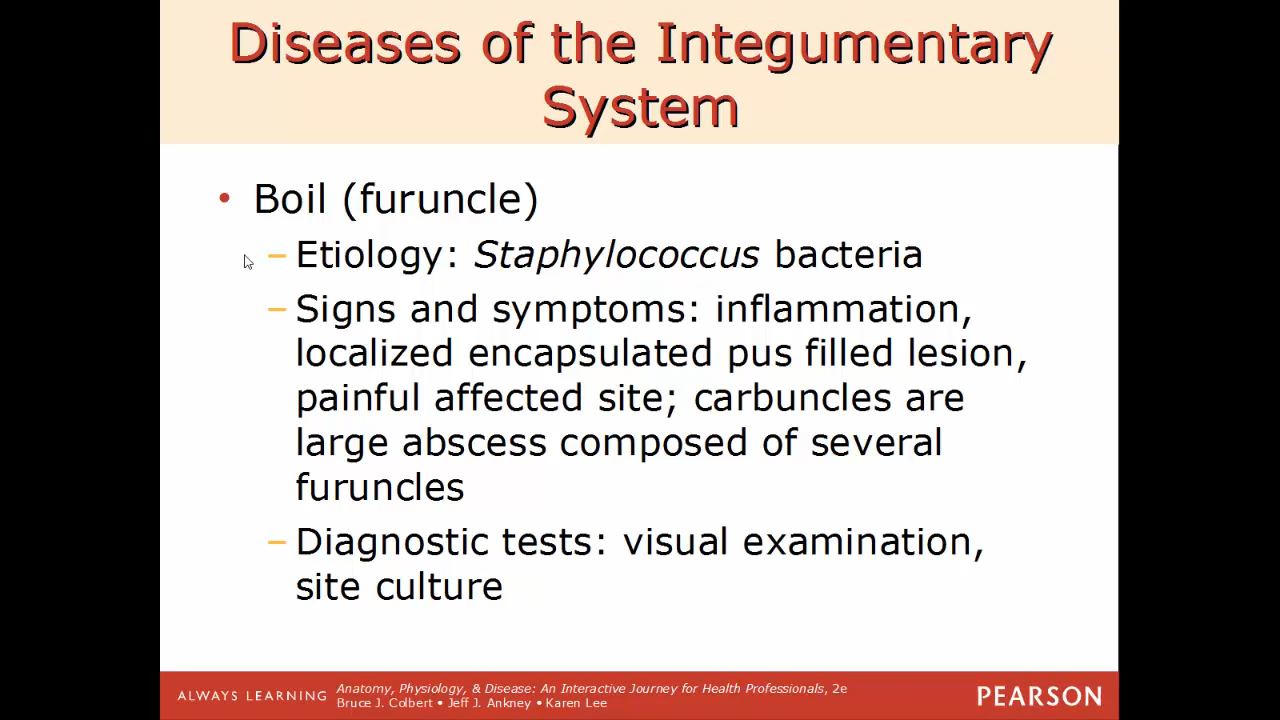 Diseases of the Integumentary
System
• Boil (furuncle)
– Etiology: Staphylococcus bacteria
– Signs and symptoms: inflammation,
localized encapsulated pus filled lesion,
painful affected site; carbuncles are
large abscess composed of several
furuncles
– Diagnostic tests: visual examination,
site culture
ALWAYS LEARNING
Anatomy, Physiology, & Disease: An Interactive Journey for Health Professionals, 2e
Bruce J. Colbert • Jeff J. Ankney • Karen Lee
PEARSON